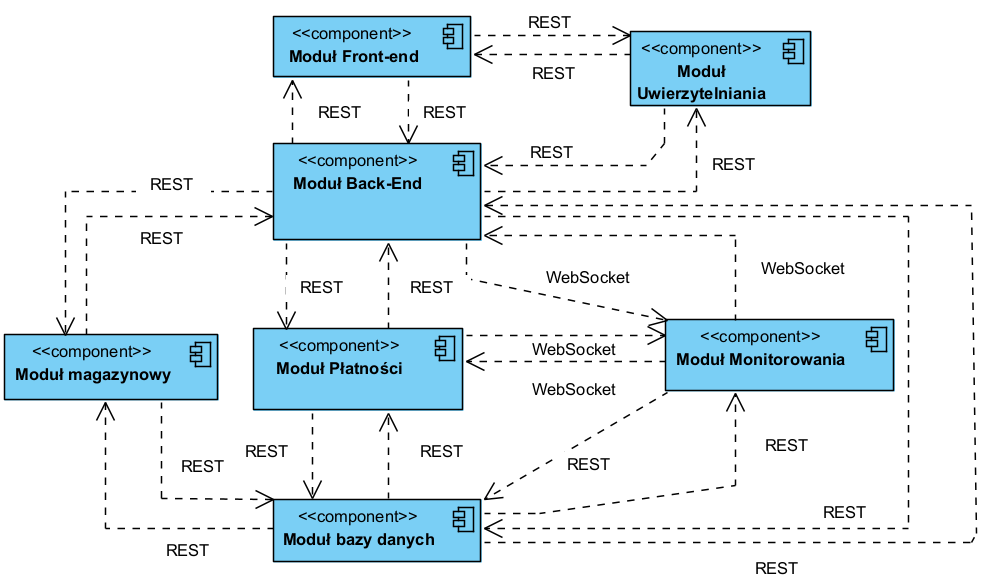 <<component>>
Moduł Front-end
REST
REST
<<component>>
Moduł
Uwierzytelniania
REST
REST
REST
REST
<<component>>
Moduł Back-End
REST
REST
WebSocket
WebSocket
REST
REST
<<component>>
Moduł magazynowy
<<component>>
Moduł Płatności
WebSocket
WebSocket
<<component>>
Moduł Monitorowania
REST
REST
REST
REST
REST
REST
<<component>>
Moduł bazy danych
REST
REST
REST